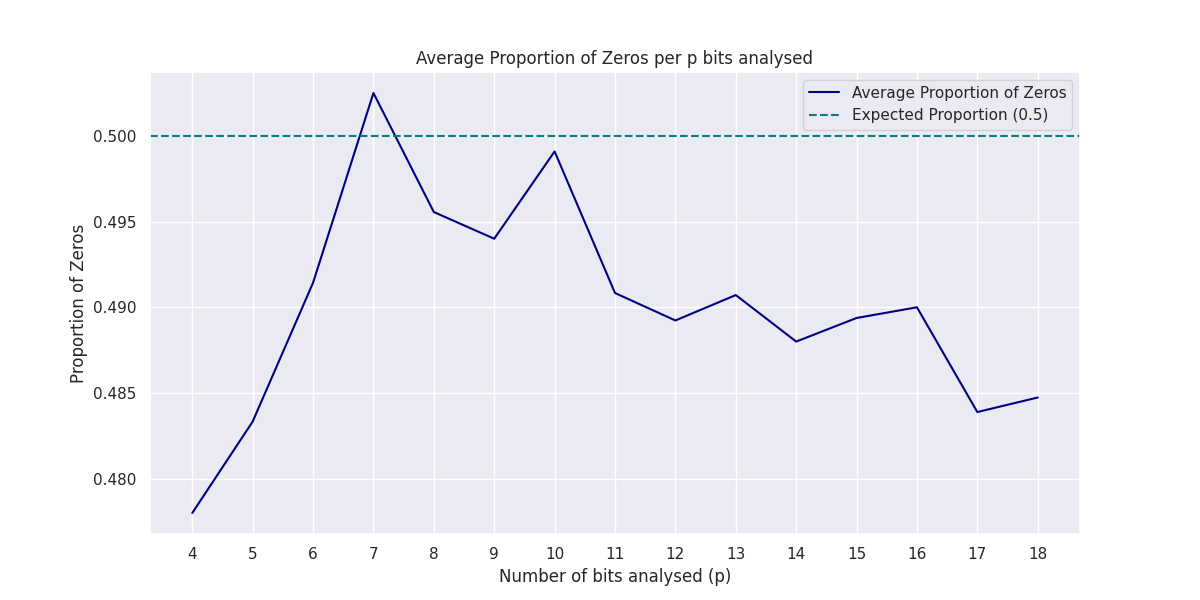 Average Proportion of Zeros per p bits analysed
Average Proportion of Zeros
Expected Proportion (0.5)
Proportion of Zeros
0.500
0.495
0.490
0.485
0.480
4 5 6 7 8 9 10 11 12 13 14 15 16 17 18
Number of bits analysed (p)